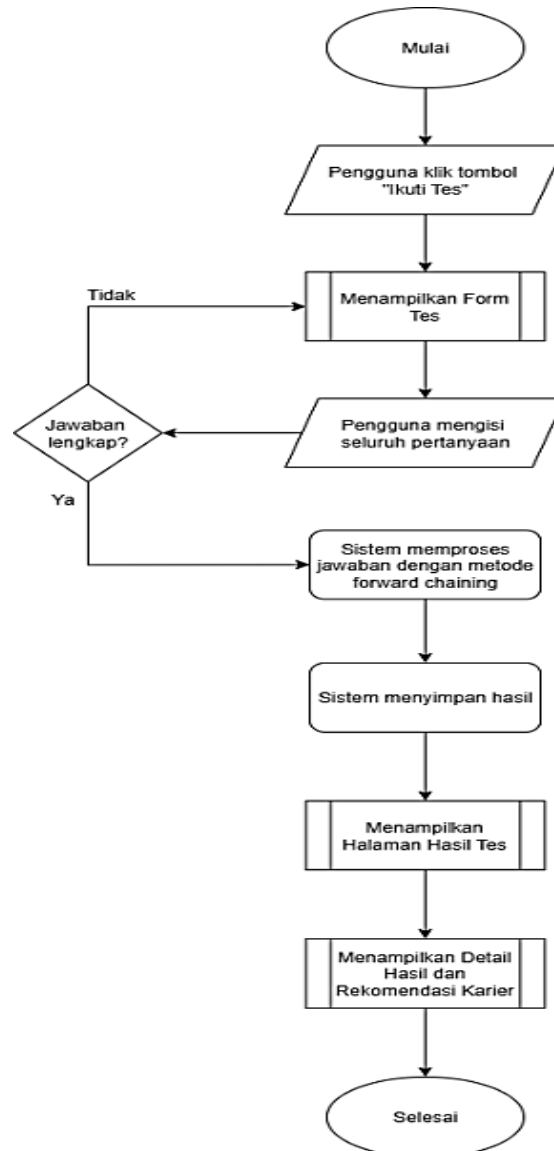 Mulai
Pengguna klik tombol
"Ikuti Tes"
Tidak
Menampilkan Form
Tes
Jawaban
lengkap?
Pengguna mengisi
seluruh pertanyaan
Ya
Sistem memproses
jawaban dengan metode
forward chaining
Sistem menyimpan hasil
Menampilkan
Halaman Hasil Tes
Menampilkan Detail
Hasil dan
Rekomendasi Karier
Selesai